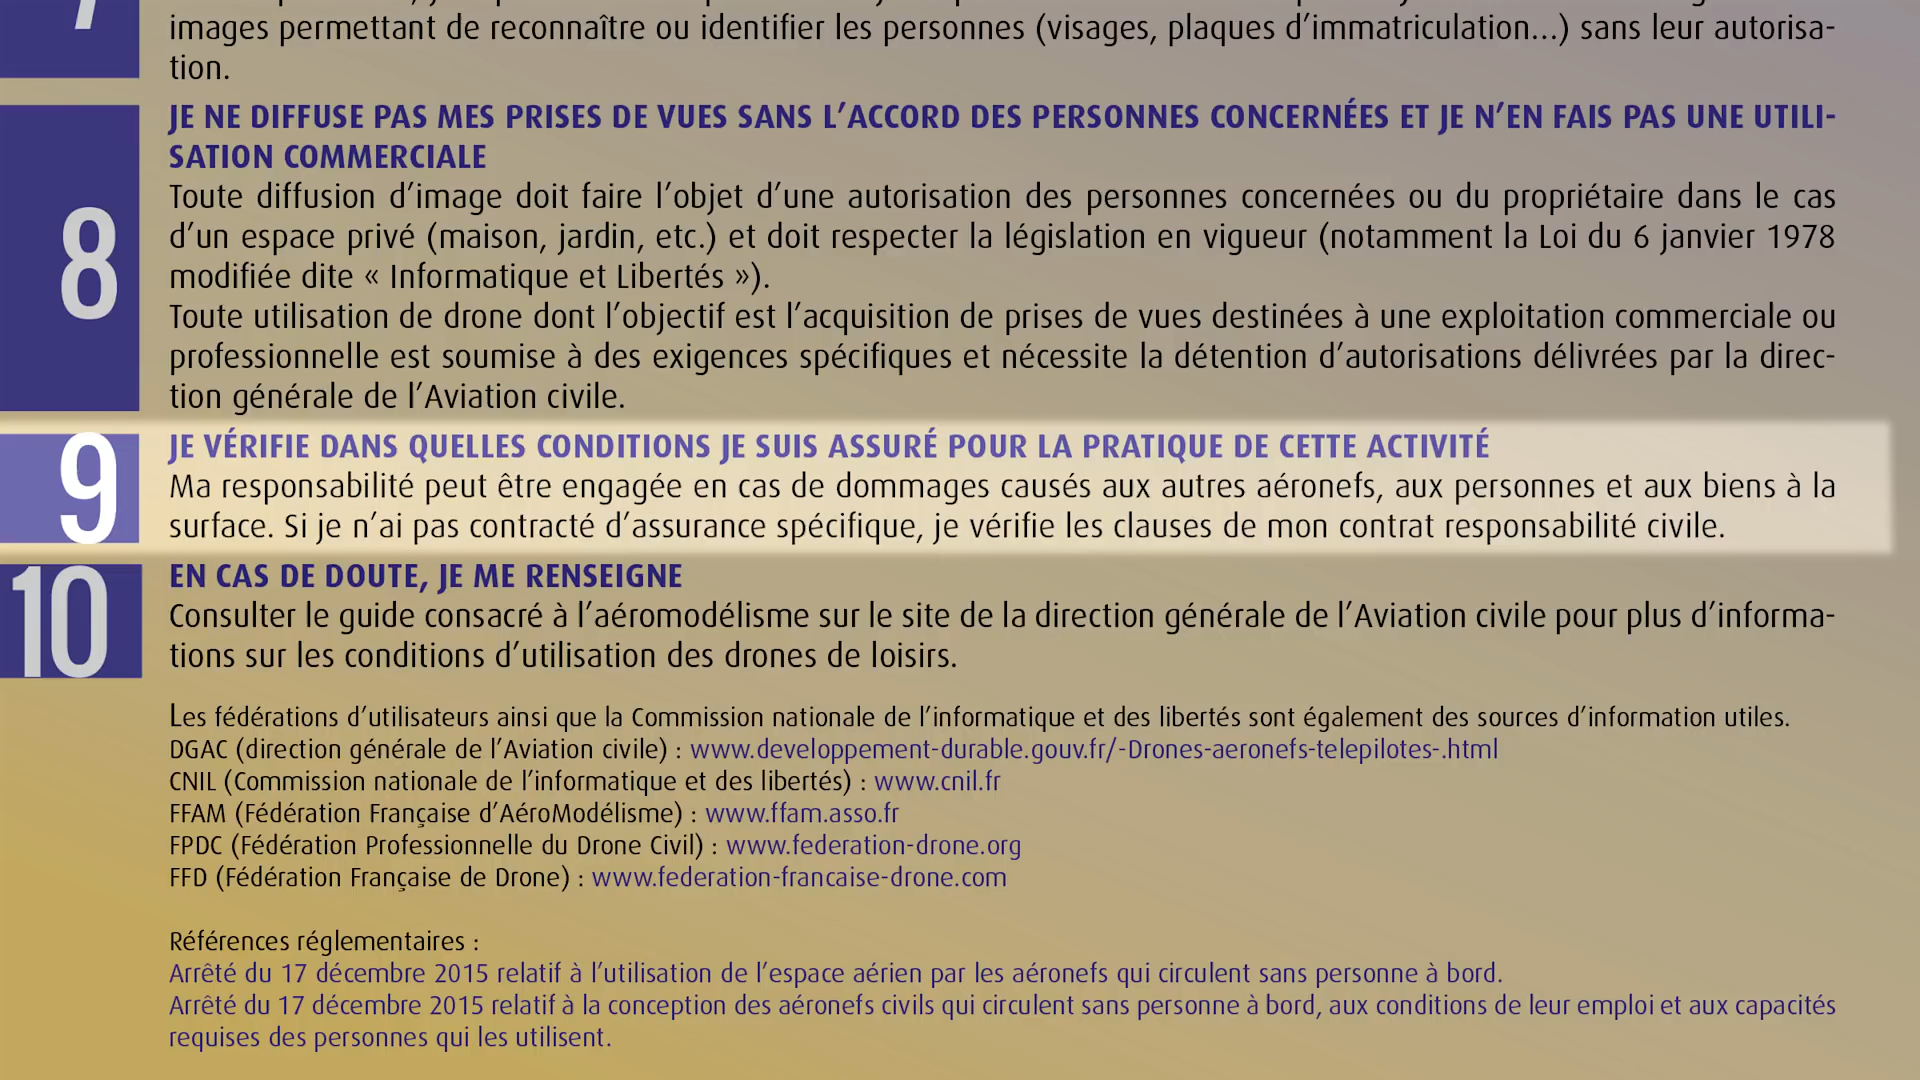 images permettant de reconnaître ou identifier les personnes (visages, plaques d’immatriculation...) sans leur autorisa-
tion.
JE NE DIFFUSE PAS MES PRISES DE VUES SANS L’ACCORD DES PERSONNES CONCERNÉES ET JE N’EN FAIS PAS UNE UTILI-
SATION COMMERCIALE
8
Toute diffusion d’image doit faire l’objet d’une autorisation des personnes concernées ou du propriétaire dans le cas
d’un espace privé (maison, jardin, etc.) et doit respecter la législation en vigueur (notamment la Loi du 6 janvier 1978
modifiée dite « Informatique et Libertés »).
Toute utilisation de drone dont l’objectif est l’acquisition de prises de vues destinées à une exploitation commerciale ou
professionnelle est soumise à des exigences spécifiques et nécessite la détention d’autorisations délivrées par la direc-
tion générale de l’Aviation civile.
9
JE VÉRIFIE DANS QUELLES CONDITIONS JE SUIS ASSURÉ POUR LA PRATIQUE DE CETTE ACTIVITÉ
Ma responsabilité peut être engagée en cas de dommages causés aux autres aéronefs, aux personnes et aux biens à la
surface. Si je n’ai pas contracté d’assurance spécifique, je vérifie les clauses de mon contrat responsabilité civile.
10
EN CAS DE DOUTE, JE ME RENSEIGNE
Consulter le guide consacré à l’aéromodélisme sur le site de la direction générale de l’Aviation civile pour plus d’informa-
tions sur les conditions d’utilisation des drones de loisirs.
Les fédérations d’utilisateurs ainsi que la Commission nationale de l’informatique et des libertés sont également des sources d’information utiles.
DGAC (direction générale de l’Aviation civile) : www.developpement-durable.gouv.fr/-Drones-aeronefs-telepilotes-.html
CNIL (Commission nationale de l’informatique et des libertés) : www.cnil.fr
FFAM (Fédération Française d’AéroModélisme) : www.ffam.asso.fr
FPDC (Fédération Professionnelle du Drone Civil) : www.federation-drone.org
FFD (Fédération Française de Drone) : www.federation-francaise-drone.com
Références réglementaires :
Arrêté du 17 décembre 2015 relatif à l’utilisation de l’espace aérien par les aéronefs qui circulent sans personne à bord.
Arrêté du 17 décembre 2015 relatif à la conception des aéronefs civils qui circulent sans personne à bord, aux conditions de leur emploi et aux capacités
requises des personnes qui les utilisent.